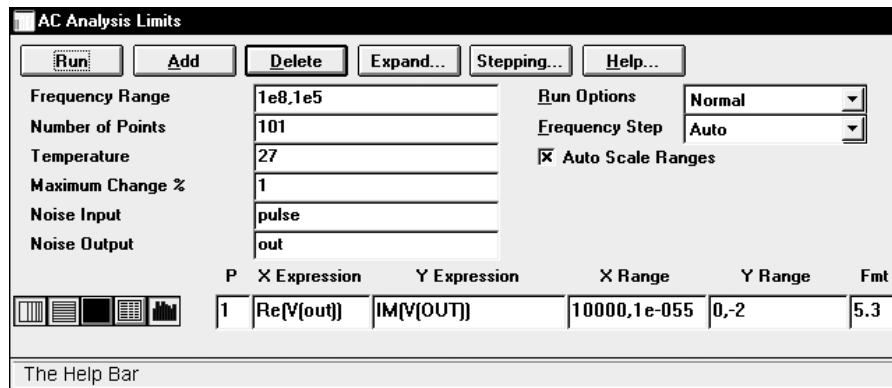 AC Analysis Limits
Run Add Delete Expand... Stepping... Help...
Frequency Range 1e8,1e5 Run Options Normal
Number of Points 101 Frequency Step Auto
Temperature 27 Auto Scale Ranges
Maximum Change % 1
Noise Input pulse
Noise Output out
P X Expression Y Expression X Range Y Range Fmt
1 Re(V(out)) IM(V(OUT)) 10000,1e-055 0,-2 5.3
The Help Bar